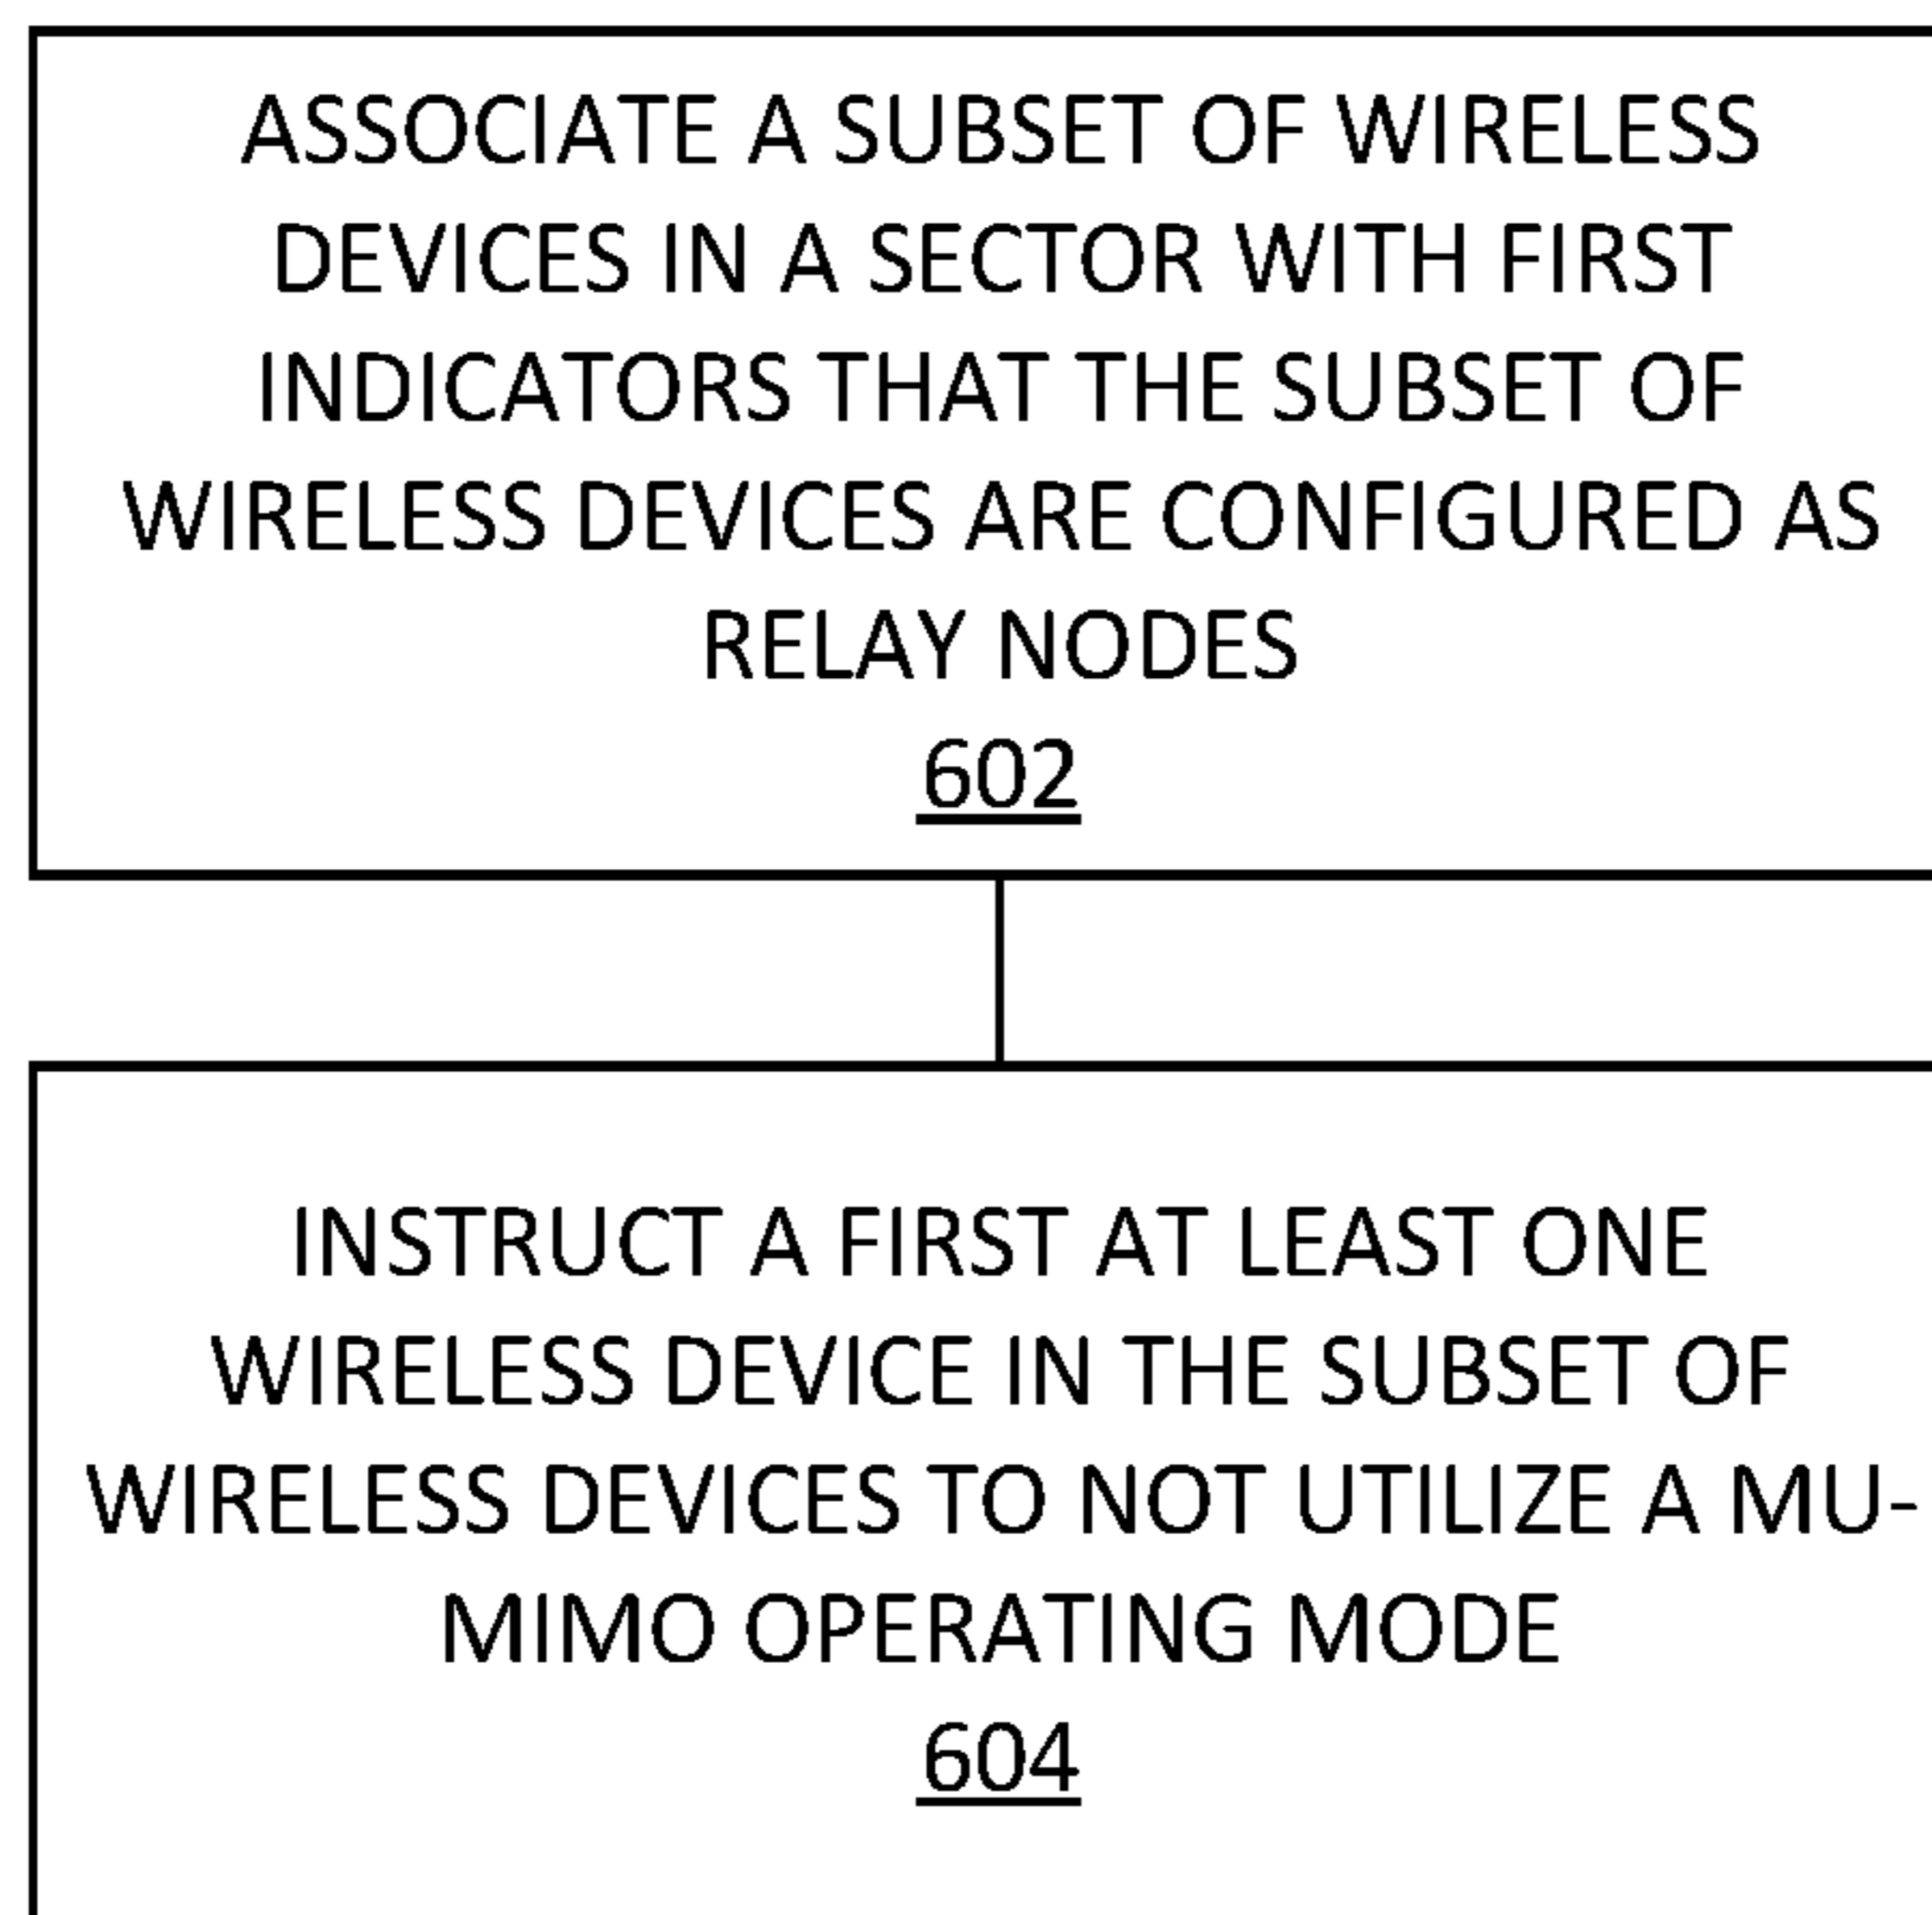 ASSOCIATE A SUBSET OF WIRELESS
DEVICES IN A SECTOR WITH FIRST
INDICATORS THAT THE SUBSET OF
WIRELESS DEVICES ARE CONFIGURED AS
RELAY NODES
602
INSTRUCT A FIRST AT LEAST ONE
WIRELESS DEVICE IN THE SUBSET OF
WIRELESS DEVICES TO NOT UTILIZE A MU-
MIMO OPERATING MODE
604